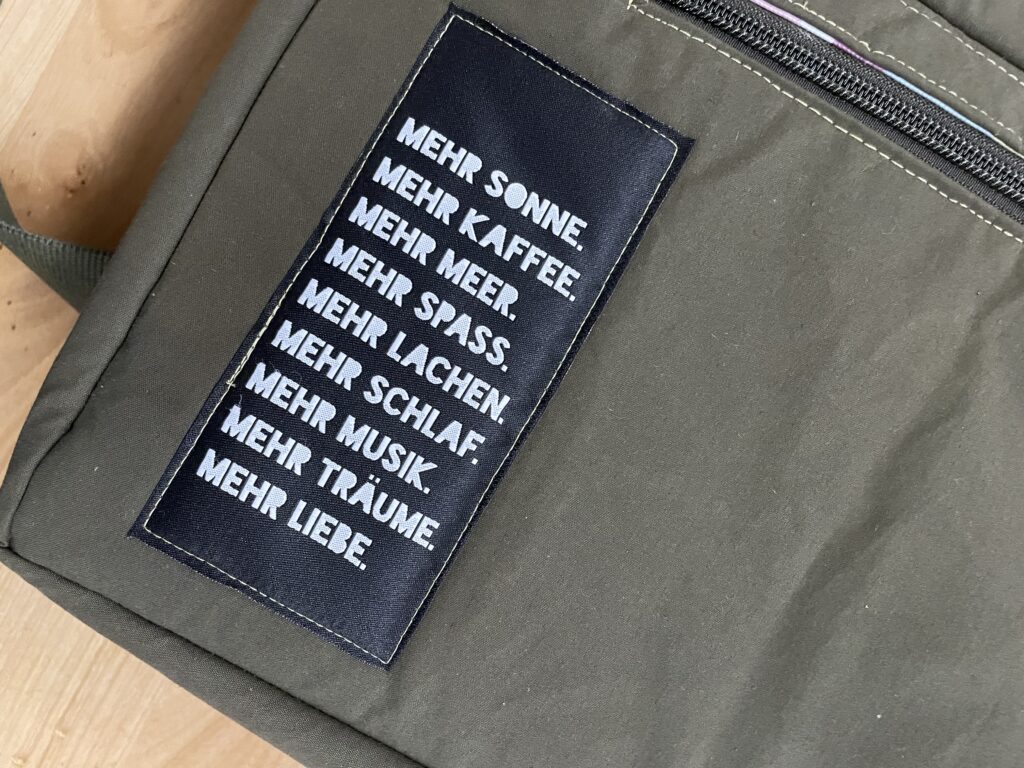 MEHR SONNE.
MEHR KAFFEE.
MEHR MEER.
MEHR SPASS.
MEHR LACHEN.
MEHR SCHLAF.
MEHR MUSIK.
MEHR TRÄUME.
MEHR LIEBE.